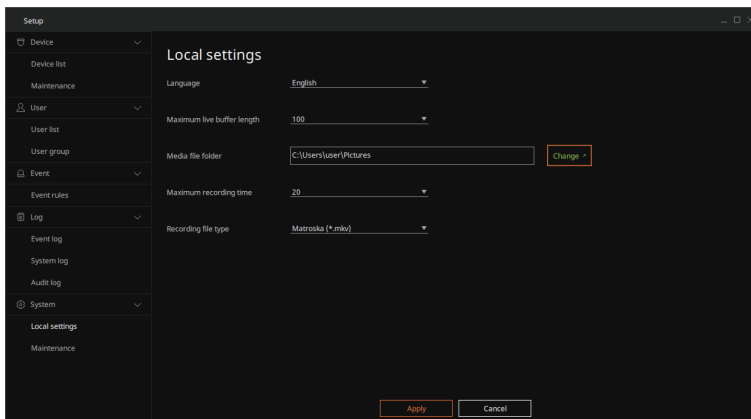 Setup
Device
Device list
Maintenance
User
User list
User group
Event
Event rules
Log
Event log
System log
Audit log
System
Local settings
Maintenance
Local settings
Language English
Maximum live buffer length 100
Media file folder C:\Users\user\Pictures Change
Maximum recording time 20
Recording file type Matroska (*.mkv)
Apply Cancel